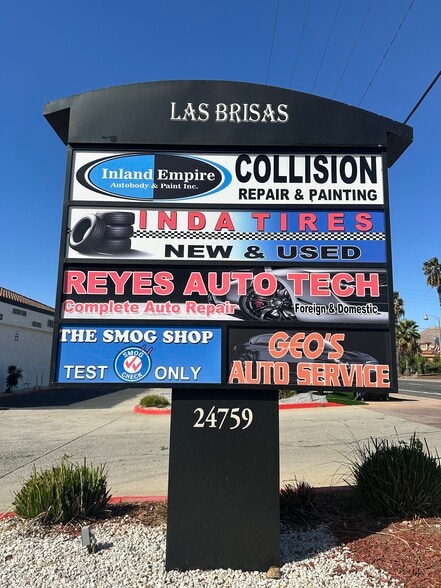 LAS BRISAS
Inland Empire
Autobody & Paint Inc.
COLLISION
REPAIR & PAINTING
INDA TIRES
NEW & USED
REYES AUTO TECH
Complete Auto Repair
Foreign & Domestic
THE SMOG SHOP
TEST
SMOG
CHECK
ONLY
GEO'S
AUTO SERVICE
24759